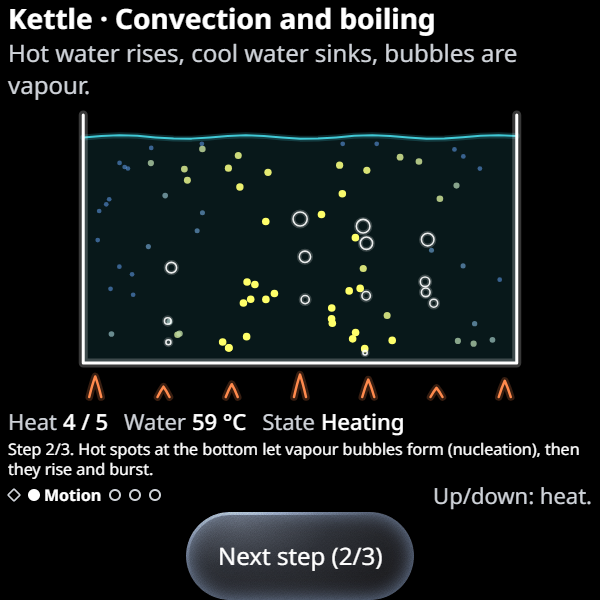 Kettle · Convection and boiling
Hot water rises, cool water sinks, bubbles are
vapour.
Heat 4 / 5 Water 59 °C State Heating
Step 2/3. Hot spots at the bottom let vapour bubbles form (nucleation), then
they rise and burst.
Motion
Up/down: heat.
Next step (2/3)